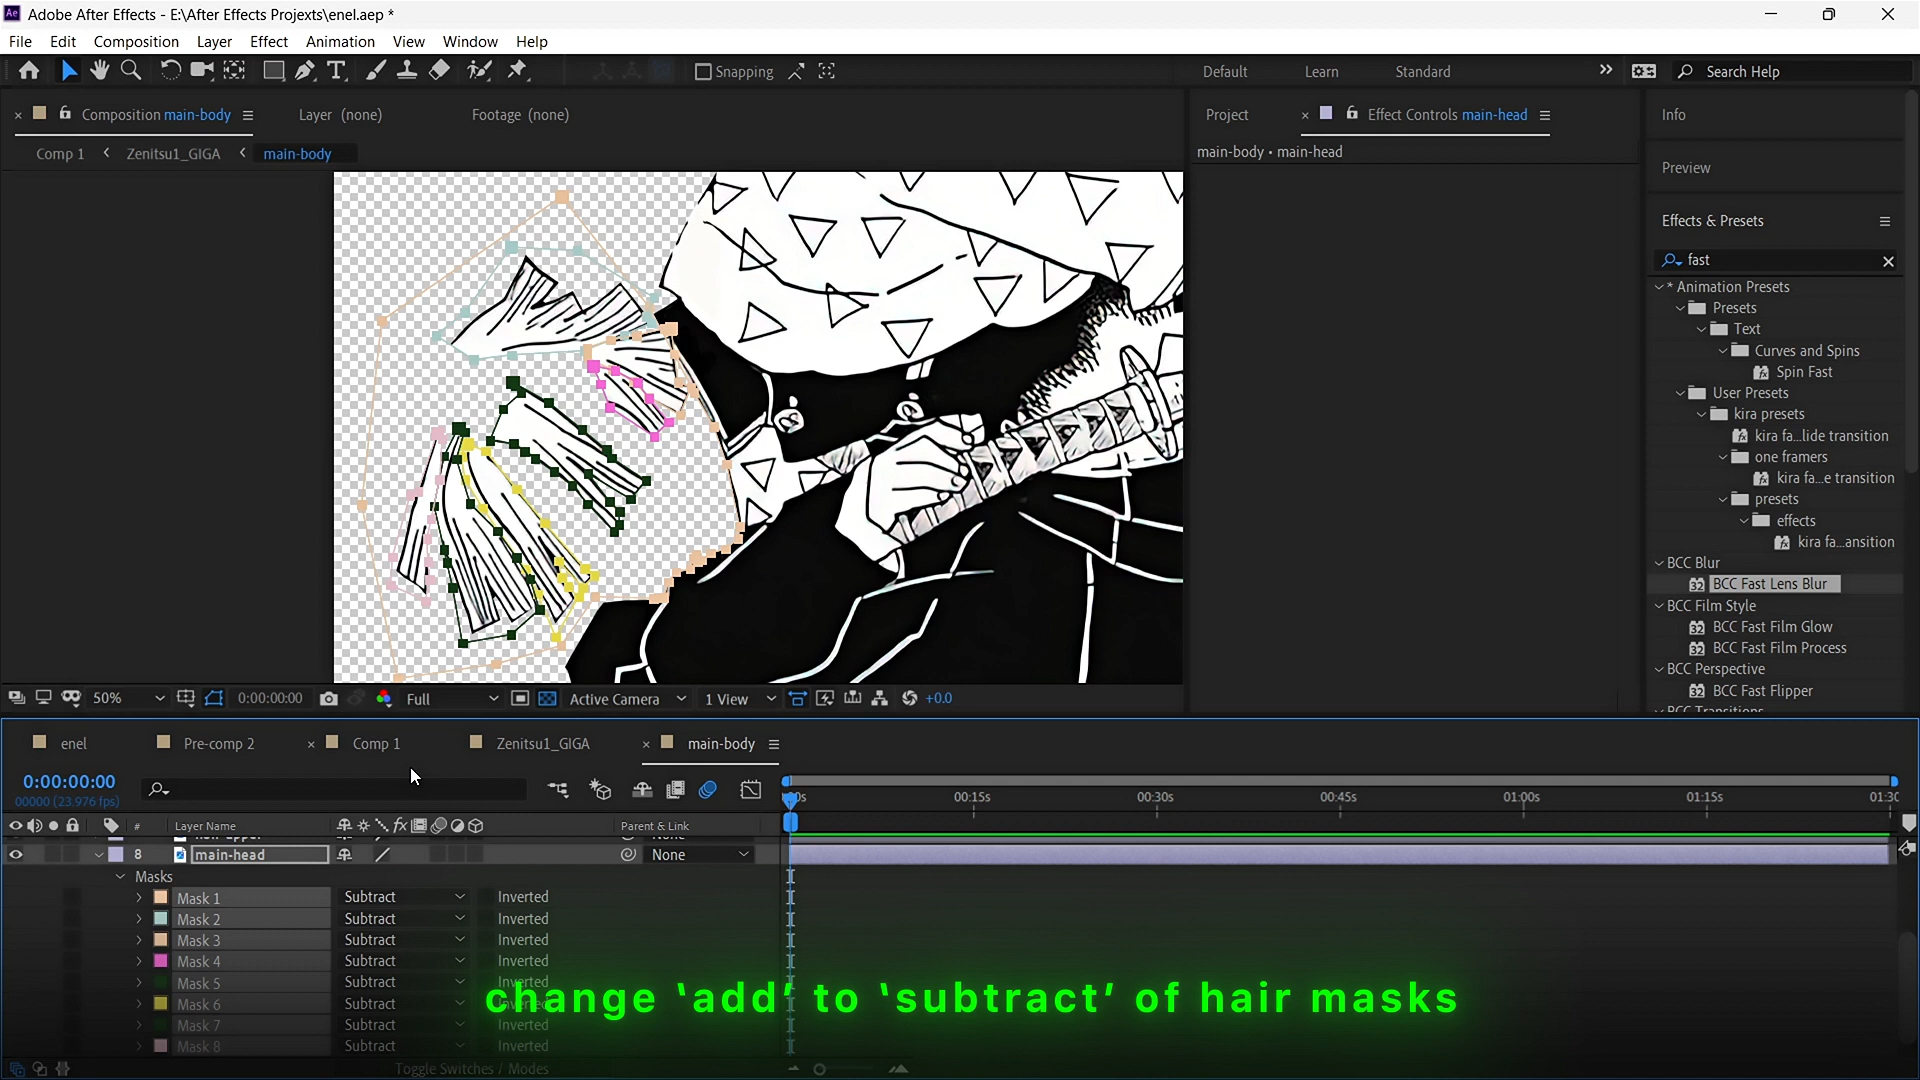 Adobe After Effects - E:\After Effects Projexts\enel.aep *
File Edit Composition Layer Effect Animation View Window Help
Snapping
Default Learn Standard
Search Help
Composition main-body
Layer (none)
Footage (none)
Project
Effect Controls main-head
Info
Comp 1 Zenitsu1_GIGA main-body
main-body • main-head
Preview
Effects & Presets
fast
* Animation Presets
Presets
Text
Curves and Spins
Spin Fast
User Presets
kira presets
kira fa...lide transition
one framers
kira fa...e transition
presets
effects
kira fa...ansition
BCC Blur
BCC Fast Lens Blur
BCC Film Style
BCC Fast Film Glow
BCC Fast Film Process
BCC Perspective
BCC Fast Flipper
BCC Transitions
50% 0:00:00:00 Full Active Camera 1 View +0.0
enel Pre-comp 2 Comp 1 Zenitsu1_GIGA main-body
0:00:00:00
00000 (23.976 fps)
00:15s 00:30s 00:45s 01:00s 01:15s
# Layer Name Parent & Link
8 main-head None
Masks
Mask 1 Subtract Inverted
Mask 2 Subtract Inverted
Mask 3 Subtract Inverted
Mask 4 Subtract Inverted
Mask 5 Subtract Inverted
Mask 6 Subtract Inverted
Mask 7 Subtract Inverted
Mask 8 Subtract Inverted
change ‘add’ to ‘subtract’ of hair masks
Toggle Switches / Modes